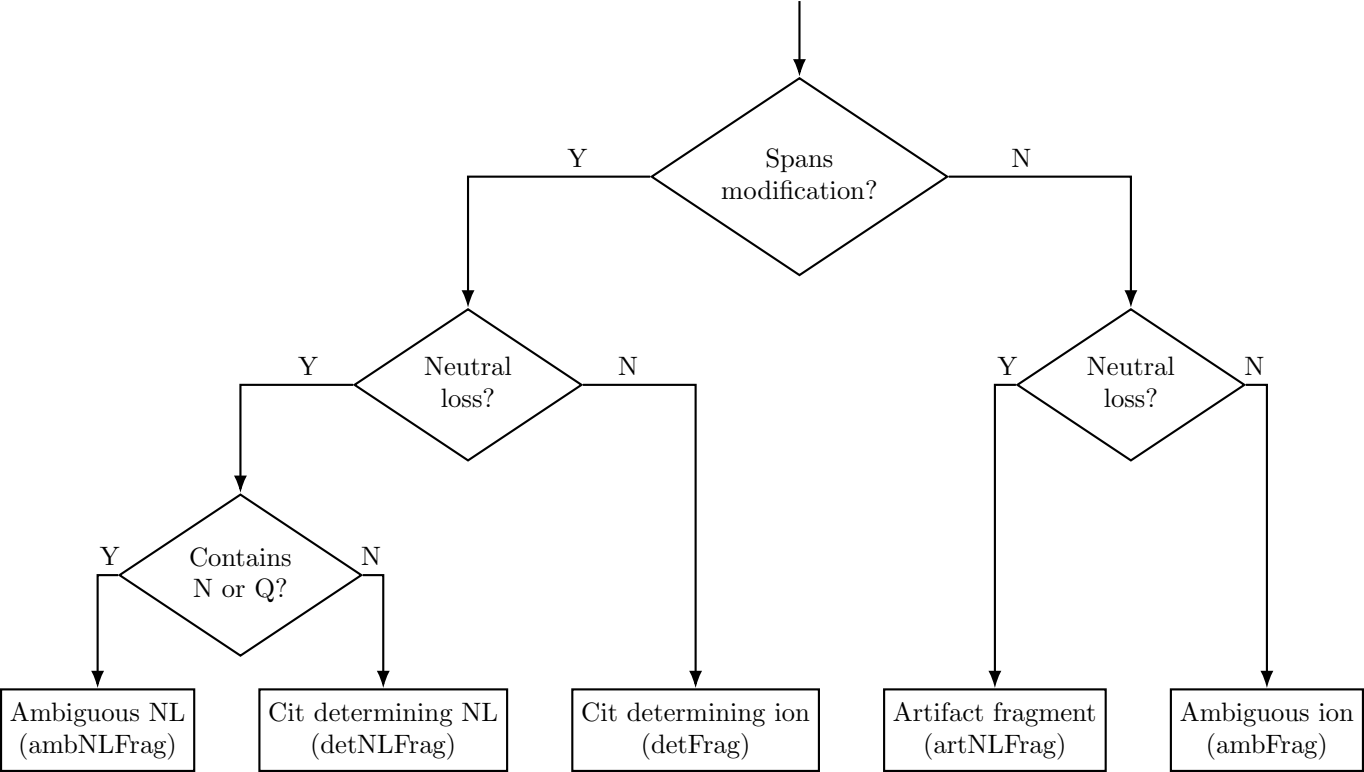 Spans
modification?
Y
N
Neutral
loss?
Y
N
Neutral
loss?
Y
N
Contains
N or Q?
Y
N
Ambiguous NL
(ambNLFrag)
Cit determining NL
(detNLFrag)
Cit determining ion
(detFrag)
Artifact fragment
(artNLFrag)
Ambiguous ion
(ambFrag)